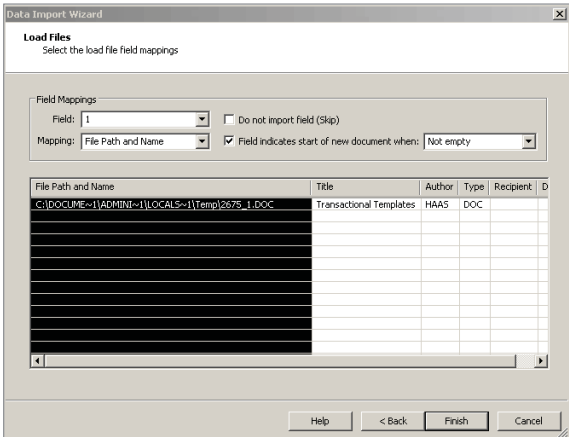 Data Import Wizard
Load Files
Select the load file field mappings
Field Mappings
Field: 1 Do not import field (Skip)
Mapping: File Path and Name Field indicates start of new document when: Not empty
File Path and Name Title Author Type Recipient D
C:\DOCUME~1\ADMINI~1\LOCALS~1\Temp\2675_1.DOC Transactional Templates HAAS DOC
Help < Back Finish Cancel